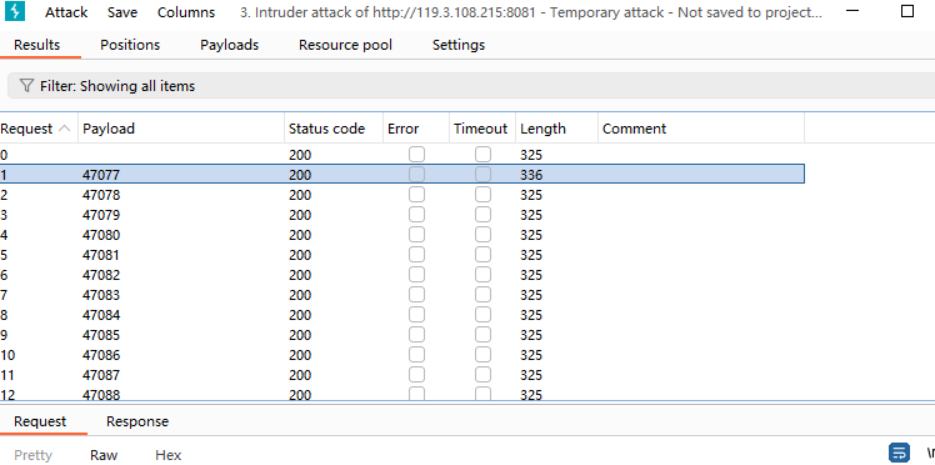 Attack Save Columns 3. Intruder attack of http://119.3.108.215:8081 - Temporary attack - Not saved to project...
Results Positions Payloads Resource pool Settings
Filter: Showing all items
Request Payload Status code Error Timeout Length Comment
0 200 325
1 47077 200 336
2 47078 200 325
3 47079 200 325
4 47080 200 325
5 47081 200 325
6 47082 200 325
7 47083 200 325
8 47084 200 325
9 47085 200 325
10 47086 200 325
11 47087 200 325
12 47088 200 325
Request Response
Pretty Raw Hex